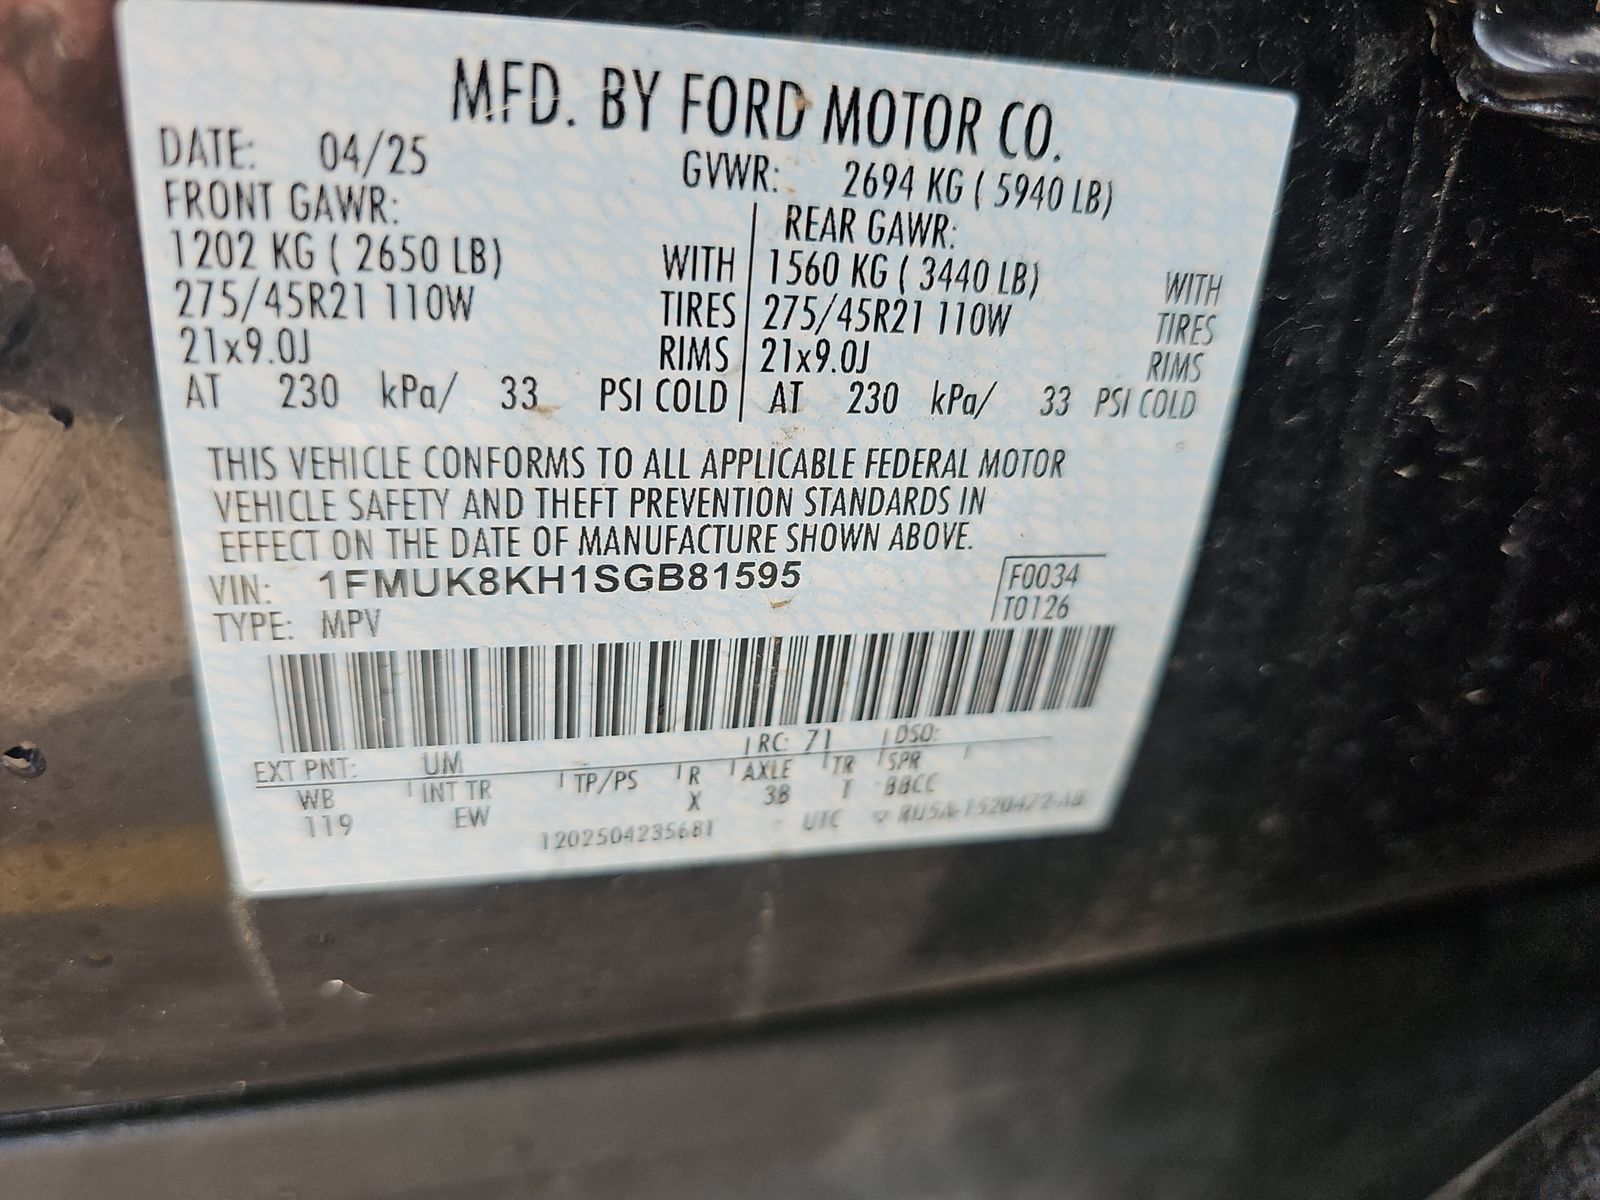 MFD. BY FORD MOTOR CO.
DATE: 04/25 GVWR: 2694 KG ( 5940 LB)
FRONT GAWR: REAR GAWR:
1202 KG ( 2650 LB) WITH 1560 KG ( 3440 LB) WITH
275/45R21 110W TIRES 275/45R21 110W TIRES
21x9.0J RIMS 21x9.0J RIMS
AT 230 kPa/ 33 PSI COLD AT 230 kPa/ 33 PSI COLD
THIS VEHICLE CONFORMS TO ALL APPLICABLE FEDERAL MOTOR
VEHICLE SAFETY AND THEFT PREVENTION STANDARDS IN
EFFECT ON THE DATE OF MANUFACTURE SHOWN ABOVE.
VIN: 1FMUK8KH1SGB81595 F0034
TYPE: MPV T0126
EXT PNT: UM RC: 71 DSO:
WB INT TR TP/PS R AXLE TR SPR
119 EW X 3B T BBCC
1202504235681 UTC